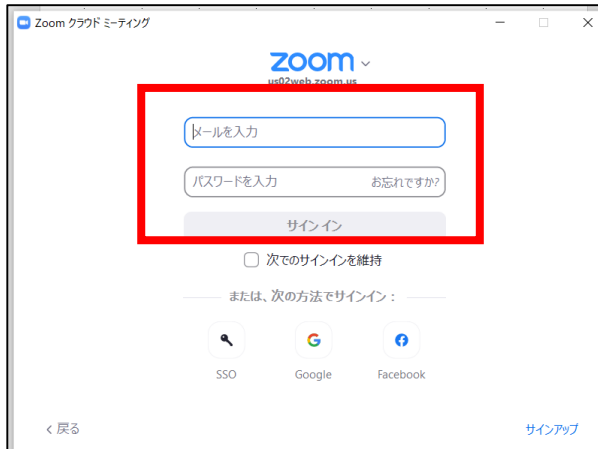 Zoom クラウド ミーティング
zoom
us02web.zoom.us
メールを入力
パスワードを入力 お忘れですか?
サイン イン
次でのサインインを維持
または、次の方法でサインイン：
SSO Google Facebook
< 戻る サインアップ